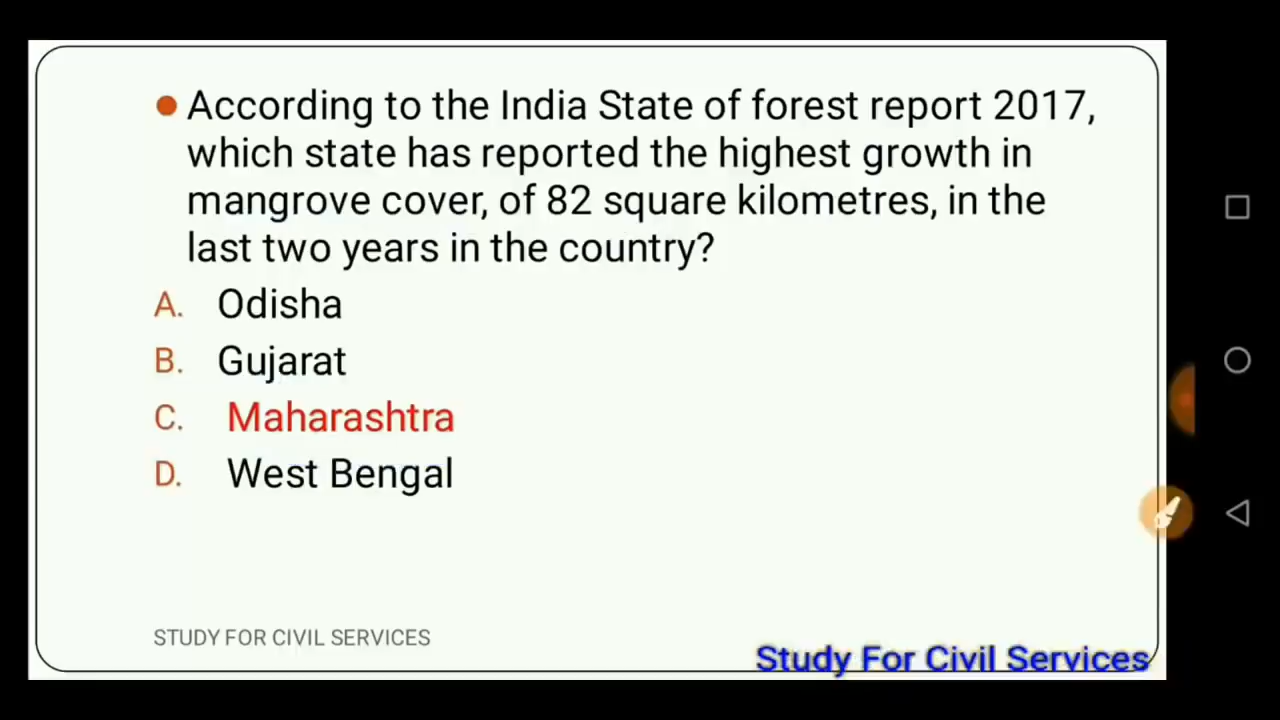 According to the India State of forest report 2017,
which state has reported the highest growth in
mangrove cover, of 82 square kilometres, in the
last two years in the country?
A. Odisha
B. Gujarat
C. Maharashtra
D. West Bengal
STUDY FOR CIVIL SERVICES
Study For Civil Services